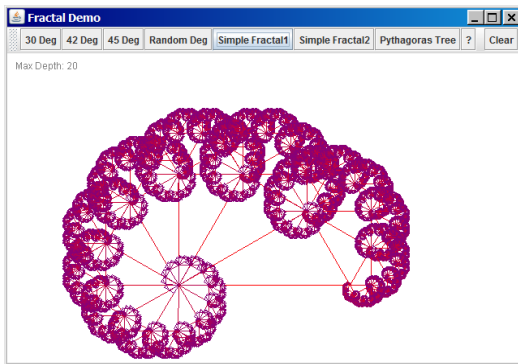 Fractal Demo
30 Deg 42 Deg 45 Deg Random Deg Simple Fractal1 Simple Fractal2 Pythagoras Tree ? Clear
Max Depth: 20